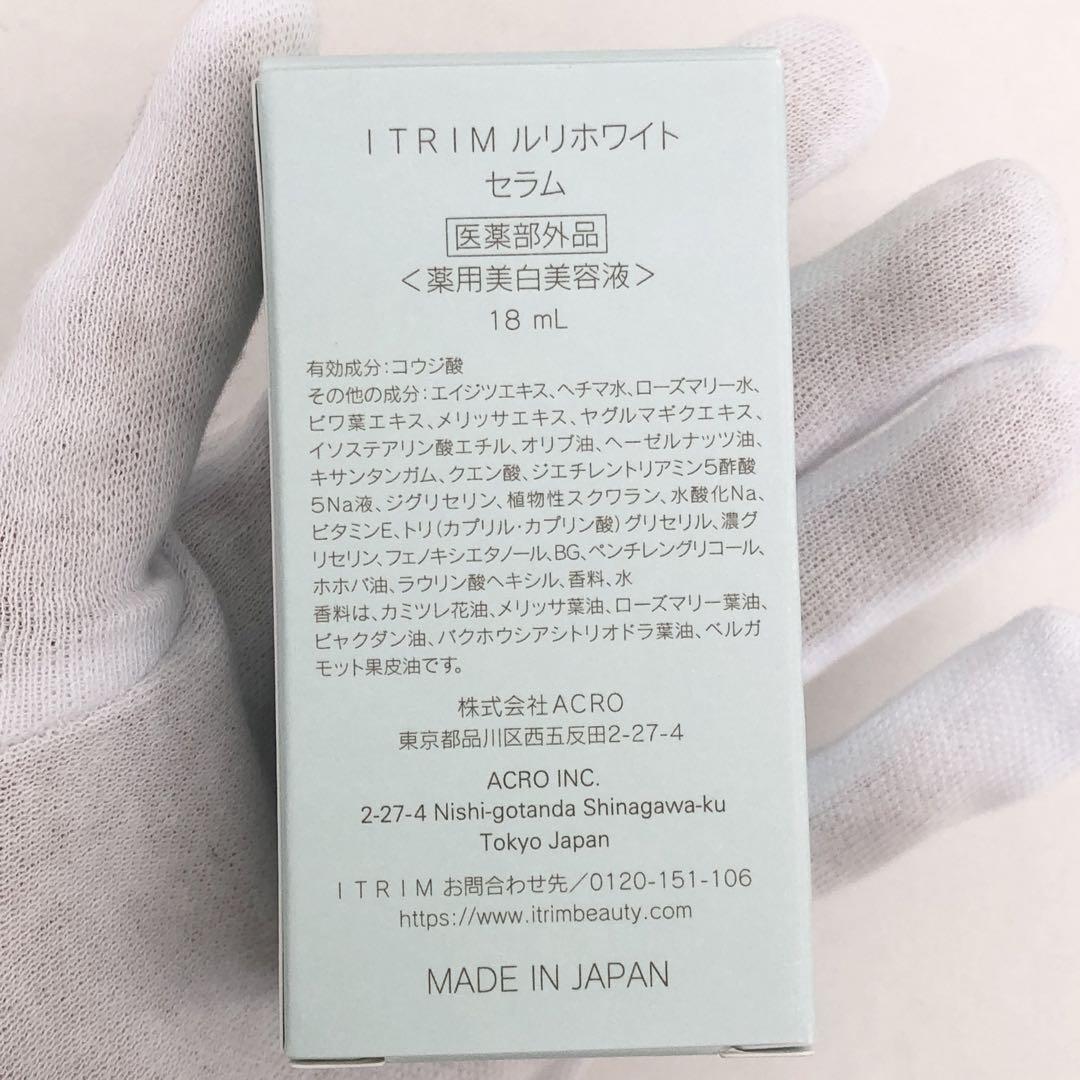 ITRIM ルリホワイト
セラム
医薬部外品
＜薬用美白美容液＞
18 mL
有効成分：コウジ酸
その他の成分：エイジツエキス、ヘチマ水、ローズマリー水、
ビワ葉エキス、メリッサエキス、ヤグルマギクエキス、
イソステアリン酸エチル、オリブ油、ヘーゼルナッツ油、
キサンタンガム、クエン酸、ジエチレントリアミン5酢酸
5Na液、ジグリセリン、植物性スクワラン、水酸化Na、
ビタミンE、トリ（カプリル・カプリン酸）グリセリル、濃グ
リセリン、フェノキシエタノール、BG、ペンチレングリコール、
ホホバ油、ラウリン酸ヘキシル、香料、水
香料は、カミツレ花油、メリッサ葉油、ローズマリー葉油、
ビャクダン油、バクホウシアシトリオドラ葉油、ベルガ
モット果皮油です。
株式会社ACRO
東京都品川区西五反田2-27-4
ACRO INC.
2-27-4 Nishi-gotanda Shinagawa-ku
Tokyo Japan
ITRIM お問合わせ先／0120-151-106
https://www.itrimbeauty.com
MADE IN JAPAN